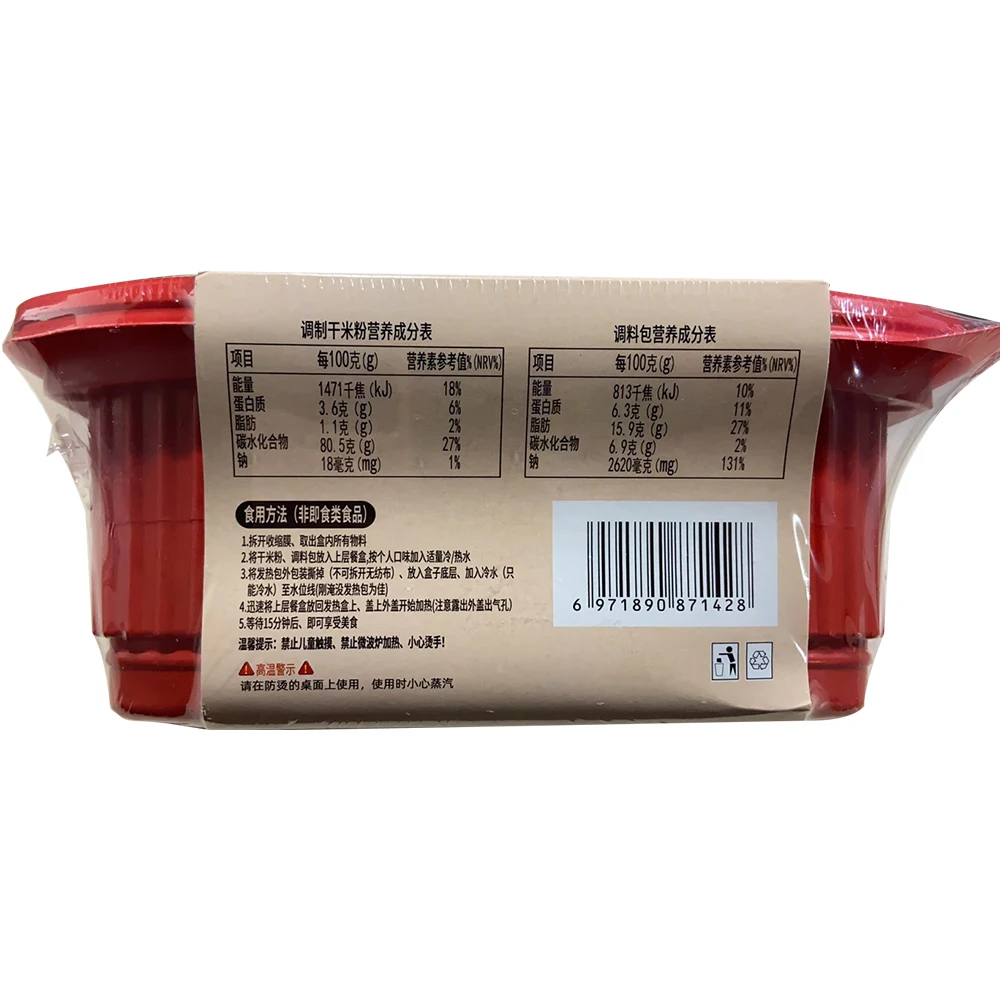 调制干米粉营养成分表
项目 每100克(g) 营养素参考值%(NRV%)
能量 1471千焦(kJ) 18%
蛋白质 3.6克(g) 6%
脂肪 1.1克(g) 2%
碳水化合物 80.5克(g) 27%
钠 18毫克(mg) 1%
调料包营养成分表
项目 每100克(g) 营养素参考值%(NRV%)
能量 813千焦(kJ) 10%
蛋白质 6.3克(g) 11%
脂肪 15.9克(g) 27%
碳水化合物 6.9克(g) 2%
钠 2620毫克(mg) 131%
食用方法（非即食类食品）
1.拆开收缩膜、取出盒内所有物料
2.将干米粉、调料包放入上层餐盒,按个人口味加入适量冷/热水
3.将发热包外包装撕掉（不可拆开无纺布）、放入盒子底层、加入冷水（只
能冷水）至水位线(刚淹没发热包为佳)
4.迅速将上层餐盒放回发热盒上、盖上外盖开始加热(注意露出外盖出气孔)
5.等待15分钟后、即可享受美食
温馨提示：禁止儿童触摸、禁止微波炉加热、小心烫手！
高温警示
请在防烫的桌面上使用，使用时小心蒸汽
6 971890 871428